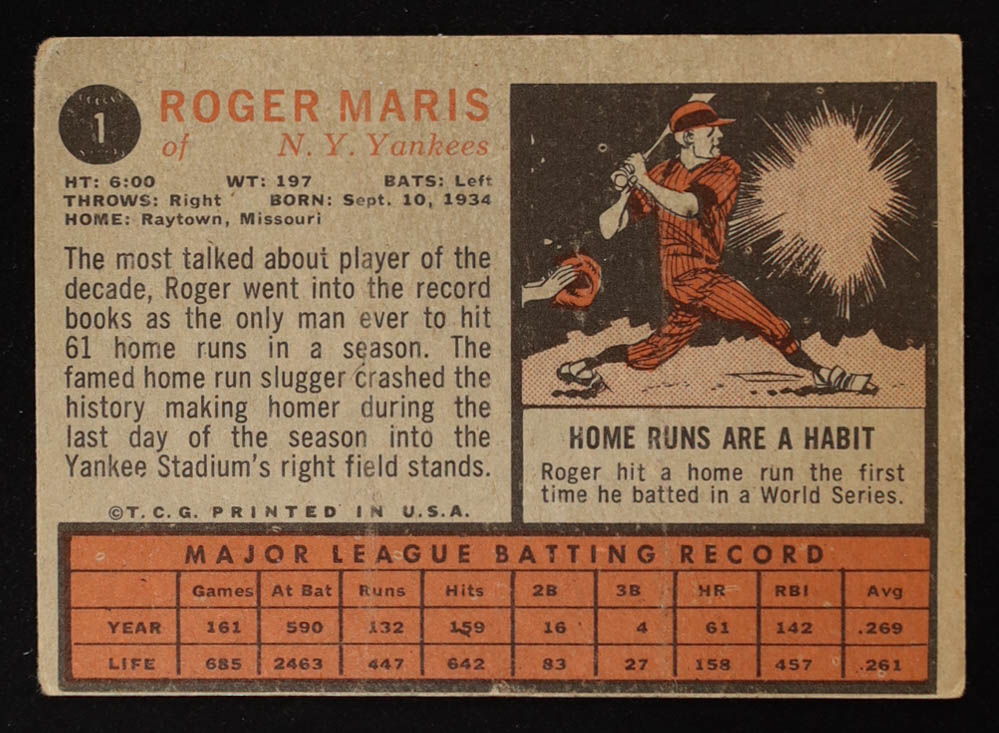 1
ROGER MARIS
of N. Y. Yankees
HT: 6:00 WT: 197 BATS: Left
THROWS: Right BORN: Sept. 10, 1934
HOME: Raytown, Missouri
The most talked about player of the
decade, Roger went into the record
books as the only man ever to hit
61 home runs in a season. The
famed home run slugger crashed the
history making homer during the
last day of the season into the
Yankee Stadium's right field stands.
©T.C.G. PRINTED IN U.S.A.
HOME RUNS ARE A HABIT
Roger hit a home run the first
time he batted in a World Series.
MAJOR LEAGUE BATTING RECORD
Games At Bat Runs Hits 2B 3B HR RBI Avg
YEAR 161 590 132 159 16 4 61 142 .269
LIFE 685 2463 447 642 83 27 158 457 .261